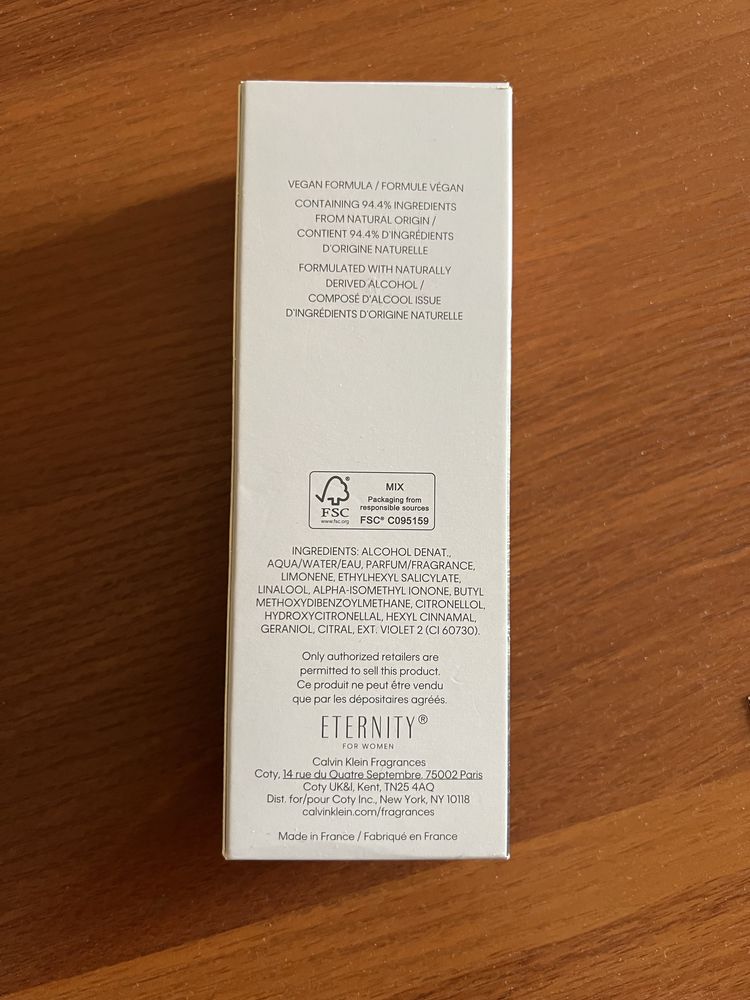 VEGAN FORMULA / FORMULE VÉGAN
CONTAINING 94.4% INGREDIENTS
FROM NATURAL ORIGIN /
CONTIENT 94.4% D'INGRÉDIENTS
D'ORIGINE NATURELLE
FORMULATED WITH NATURALLY
DERIVED ALCOHOL /
COMPOSÉ D'ALCOOL ISSUE
D'INGRÉDIENTS D'ORIGINE NATURELLE
®
FSC
www.fsc.org
MIX
Packaging from
responsible sources
FSC® C095159
INGREDIENTS: ALCOHOL DENAT.,
AQUA/WATER/EAU, PARFUM/FRAGRANCE,
LIMONENE, ETHYLHEXYL SALICYLATE,
LINALOOL, ALPHA-ISOMETHYL IONONE, BUTYL
METHOXYDIBENZOYLMETHANE, CITRONELLOL,
HYDROXYCITRONELLAL, HEXYL CINNAMAL,
GERANIOL, CITRAL, EXT. VIOLET 2 (CI 60730).
Only authorized retailers are
permitted to sell this product.
Ce produit ne peut être vendu
que par les dépositaires agréés.
ETERNITY®
FOR WOMEN
Calvin Klein Fragrances
Coty, 14 rue du Quatre Septembre, 75002 Paris
Coty UK&I, Kent, TN25 4AQ
Dist. for/pour Coty Inc., New York, NY 10118
calvinklein.com/fragrances
Made in France / Fabriqué en France